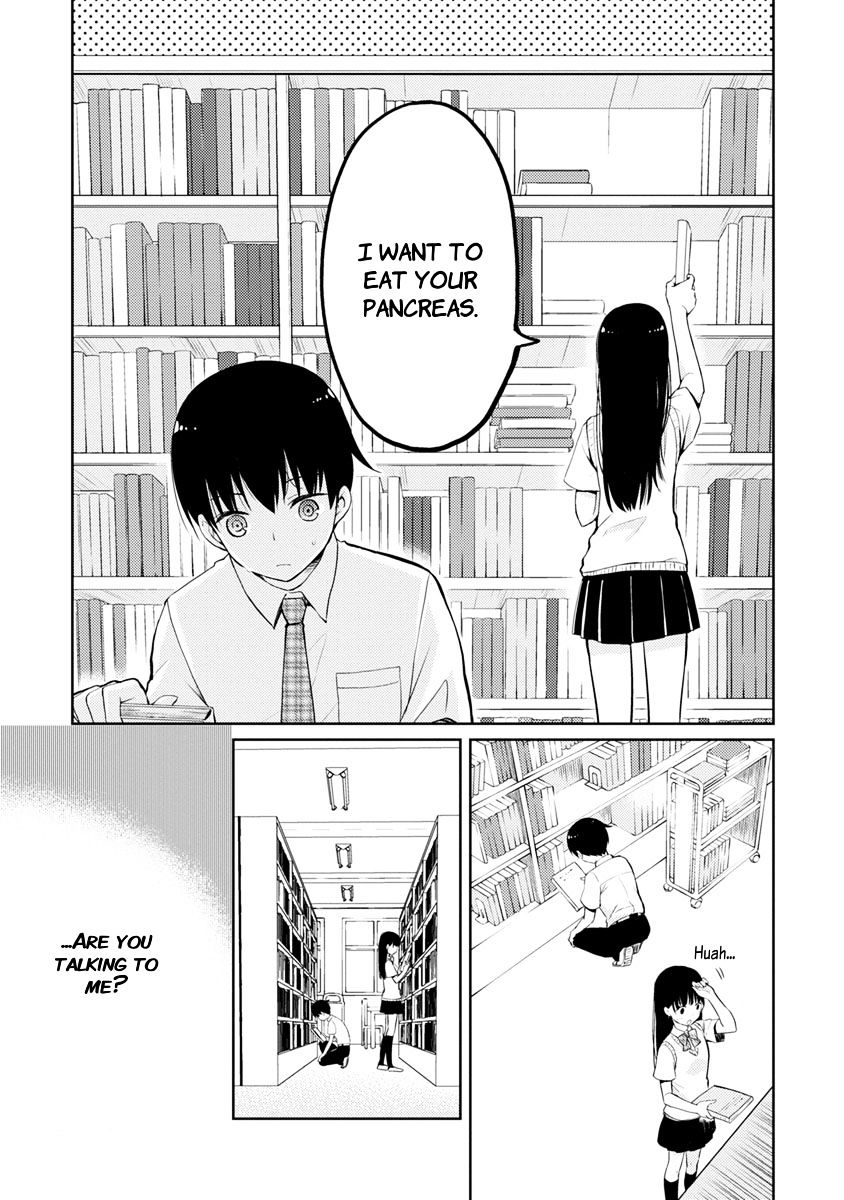 I WANT TO
EAT YOUR
PANCREAS.
Huah...
...ARE YOU
TALKING TO
ME?